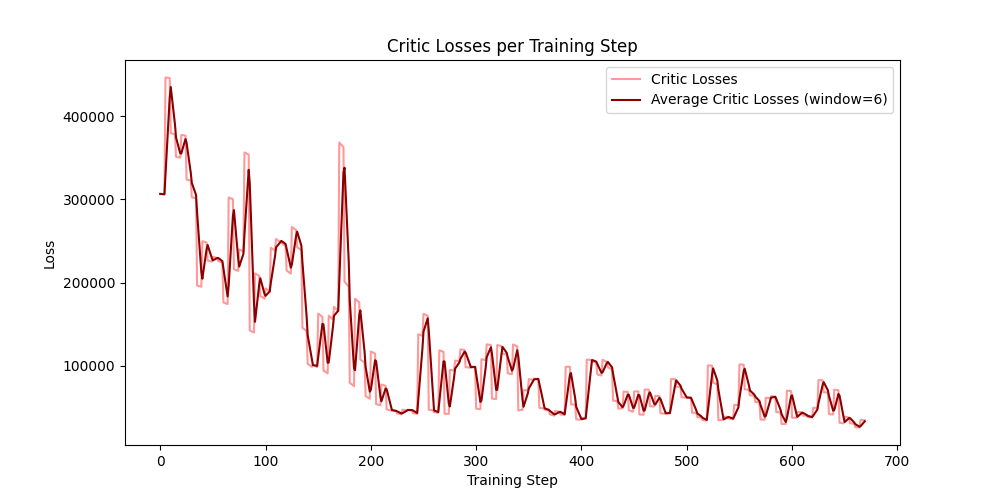 Critic Losses per Training Step
Critic Losses
Average Critic Losses (window=6)
Loss
400000
300000
200000
100000
0
100
200
300
400
500
600
700
Training Step